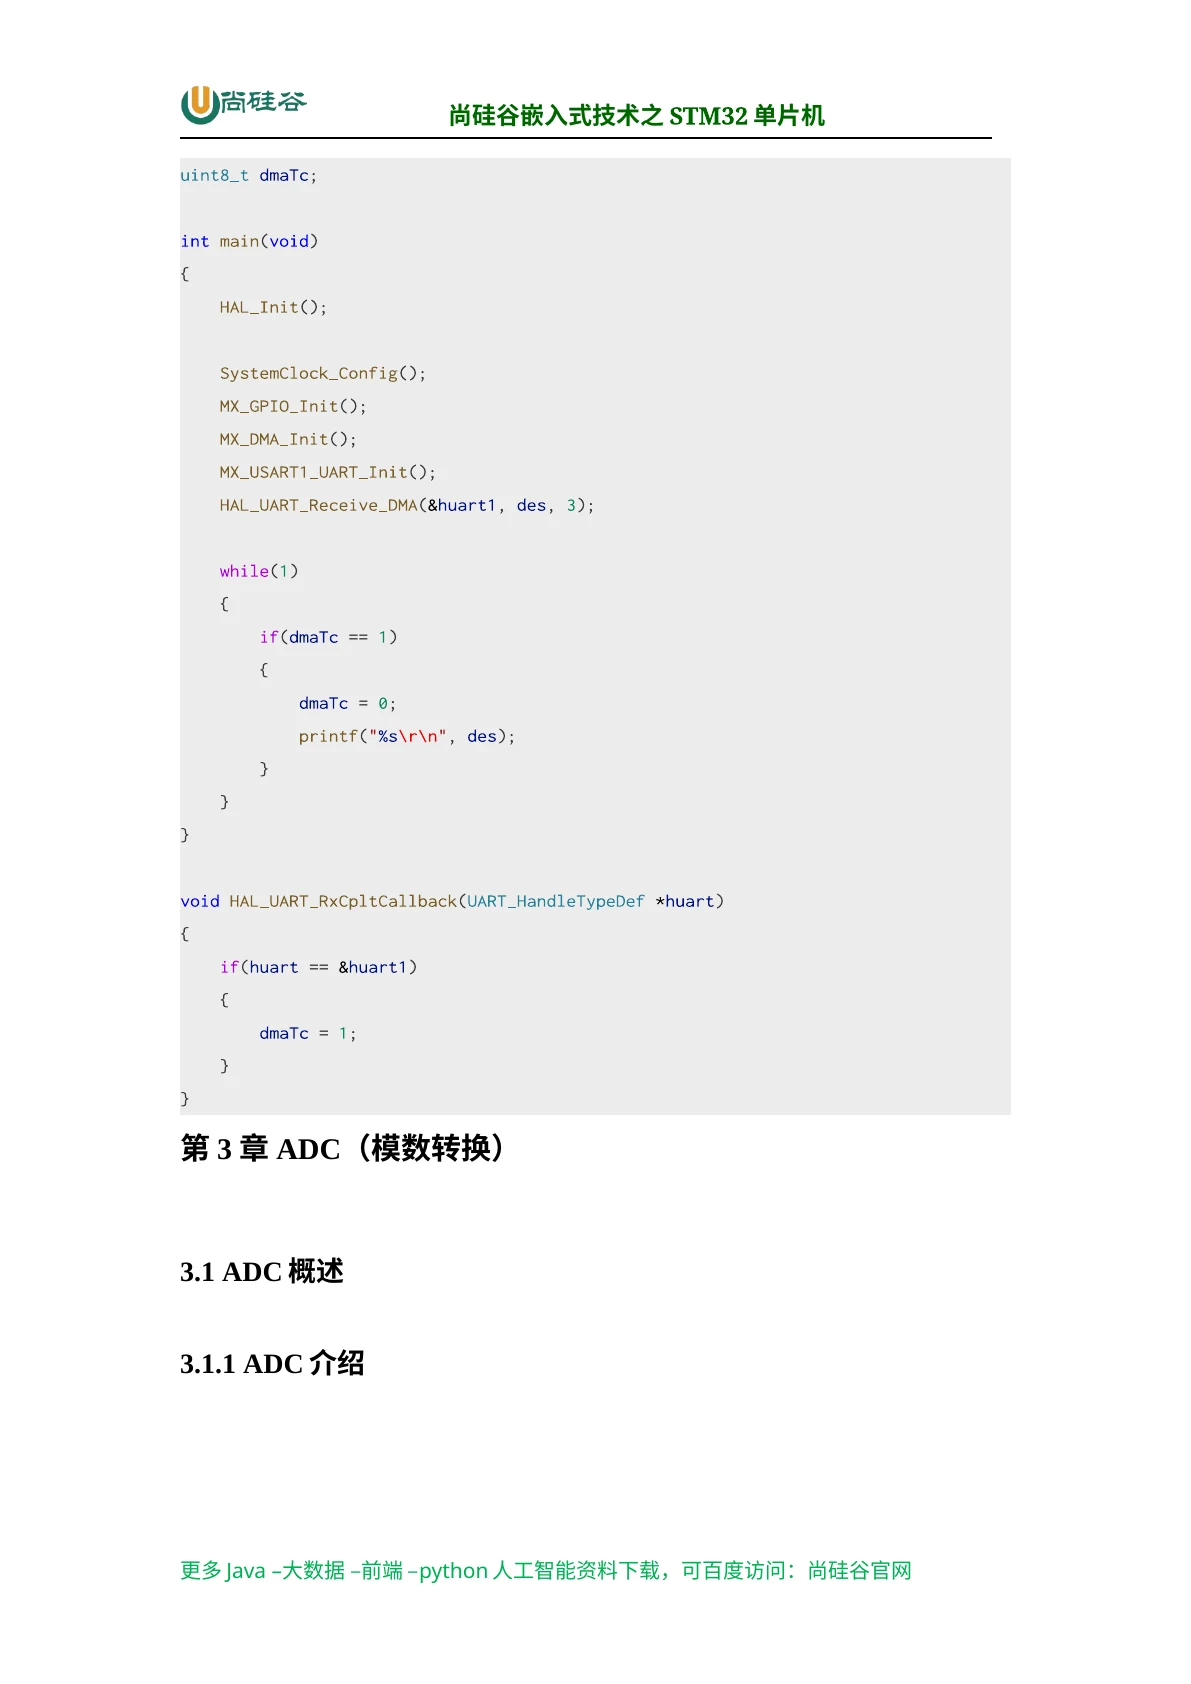 尚硅谷
尚硅谷嵌入式技术之 STM32 单片机
uint8_t dmaTc;

int main(void)
{
    HAL_Init();

    SystemClock_Config();
    MX_GPIO_Init();
    MX_DMA_Init();
    MX_USART1_UART_Init();
    HAL_UART_Receive_DMA(&huart1, des, 3);

    while(1)
    {
        if(dmaTc == 1)
        {
            dmaTc = 0;
            printf("%s\r\n", des);
        }
    }
}

void HAL_UART_RxCpltCallback(UART_HandleTypeDef *huart)
{
    if(huart == &huart1)
    {
        dmaTc = 1;
    }
}
第 3 章 ADC（模数转换）
3.1 ADC 概述
3.1.1 ADC 介绍
更多 Java –大数据 –前端 –python 人工智能资料下载，可百度访问：尚硅谷官网